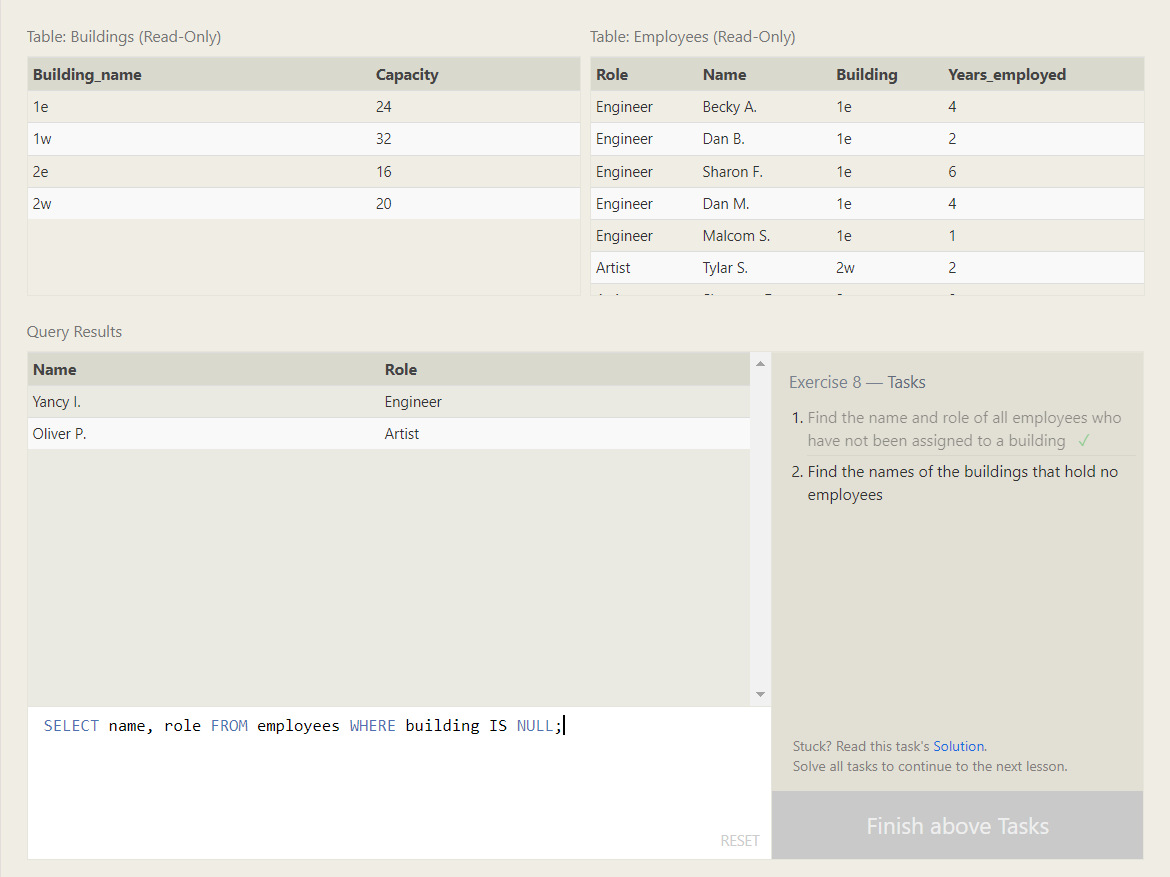 Table: Buildings (Read-Only)
Building_name Capacity
1e 24
1w 32
2e 16
2w 20
Table: Employees (Read-Only)
Role Name Building Years_employed
Engineer Becky A. 1e 4
Engineer Dan B. 1e 2
Engineer Sharon F. 1e 6
Engineer Dan M. 1e 4
Engineer Malcom S. 1e 1
Artist Tylar S. 2w 2
Query Results
Name Role
Yancy I. Engineer
Oliver P. Artist
SELECT name, role FROM employees WHERE building IS NULL;
RESET
Exercise 8 — Tasks
1. Find the name and role of all employees who
have not been assigned to a building ✓
2. Find the names of the buildings that hold no
employees
Stuck? Read this task's Solution.
Solve all tasks to continue to the next lesson.
Finish above Tasks